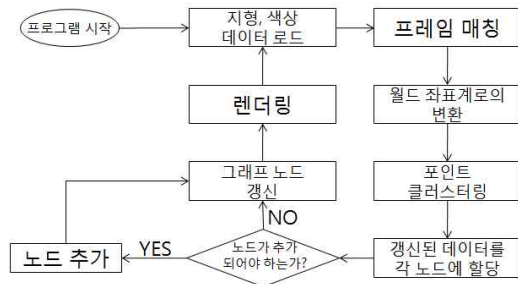 프로그램 시작
지형, 색상
데이터 로드
프레임 매칭
월드 좌표계로의
변환
포인트
클러스터링
갱신된 데이터를
각 노드에 할당
노드가 추가
되어야 하는가?
YES
노드 추가
NO
그래프 노드
갱신
렌더링